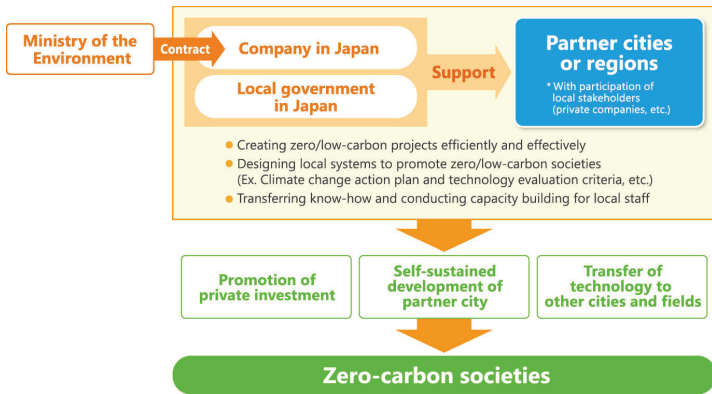 Ministry of the
Environment
Contract
Company in Japan
Local government
in Japan
Support
Partner cities
or regions
* With participation of
local stakeholders
(private companies, etc.)
● Creating zero/low-carbon projects efficiently and effectively
● Designing local systems to promote zero/low-carbon societies
(Ex. Climate change action plan and technology evaluation criteria, etc.)
● Transferring know-how and conducting capacity building for local staff
Promotion of
private investment
Self-sustained
development of
partner city
Transfer of
technology to
other cities and fields
Zero-carbon societies